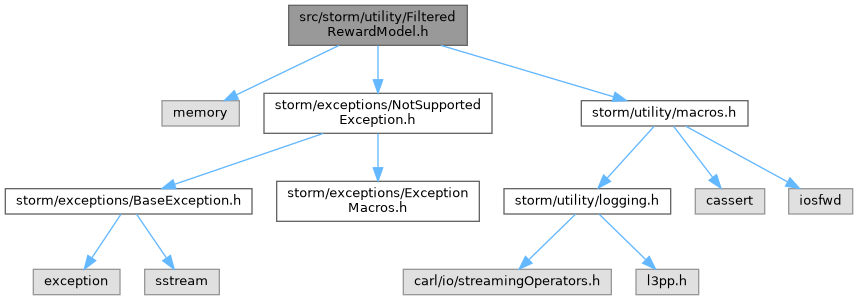 src/storm/utility/Filtered
RewardModel.h
memory
storm/exceptions/NotSupported
Exception.h
storm/utility/macros.h
storm/exceptions/BaseException.h
storm/exceptions/Exception
Macros.h
storm/utility/logging.h
cassert
iosfwd
exception
sstream
carl/io/streamingOperators.h
l3pp.h